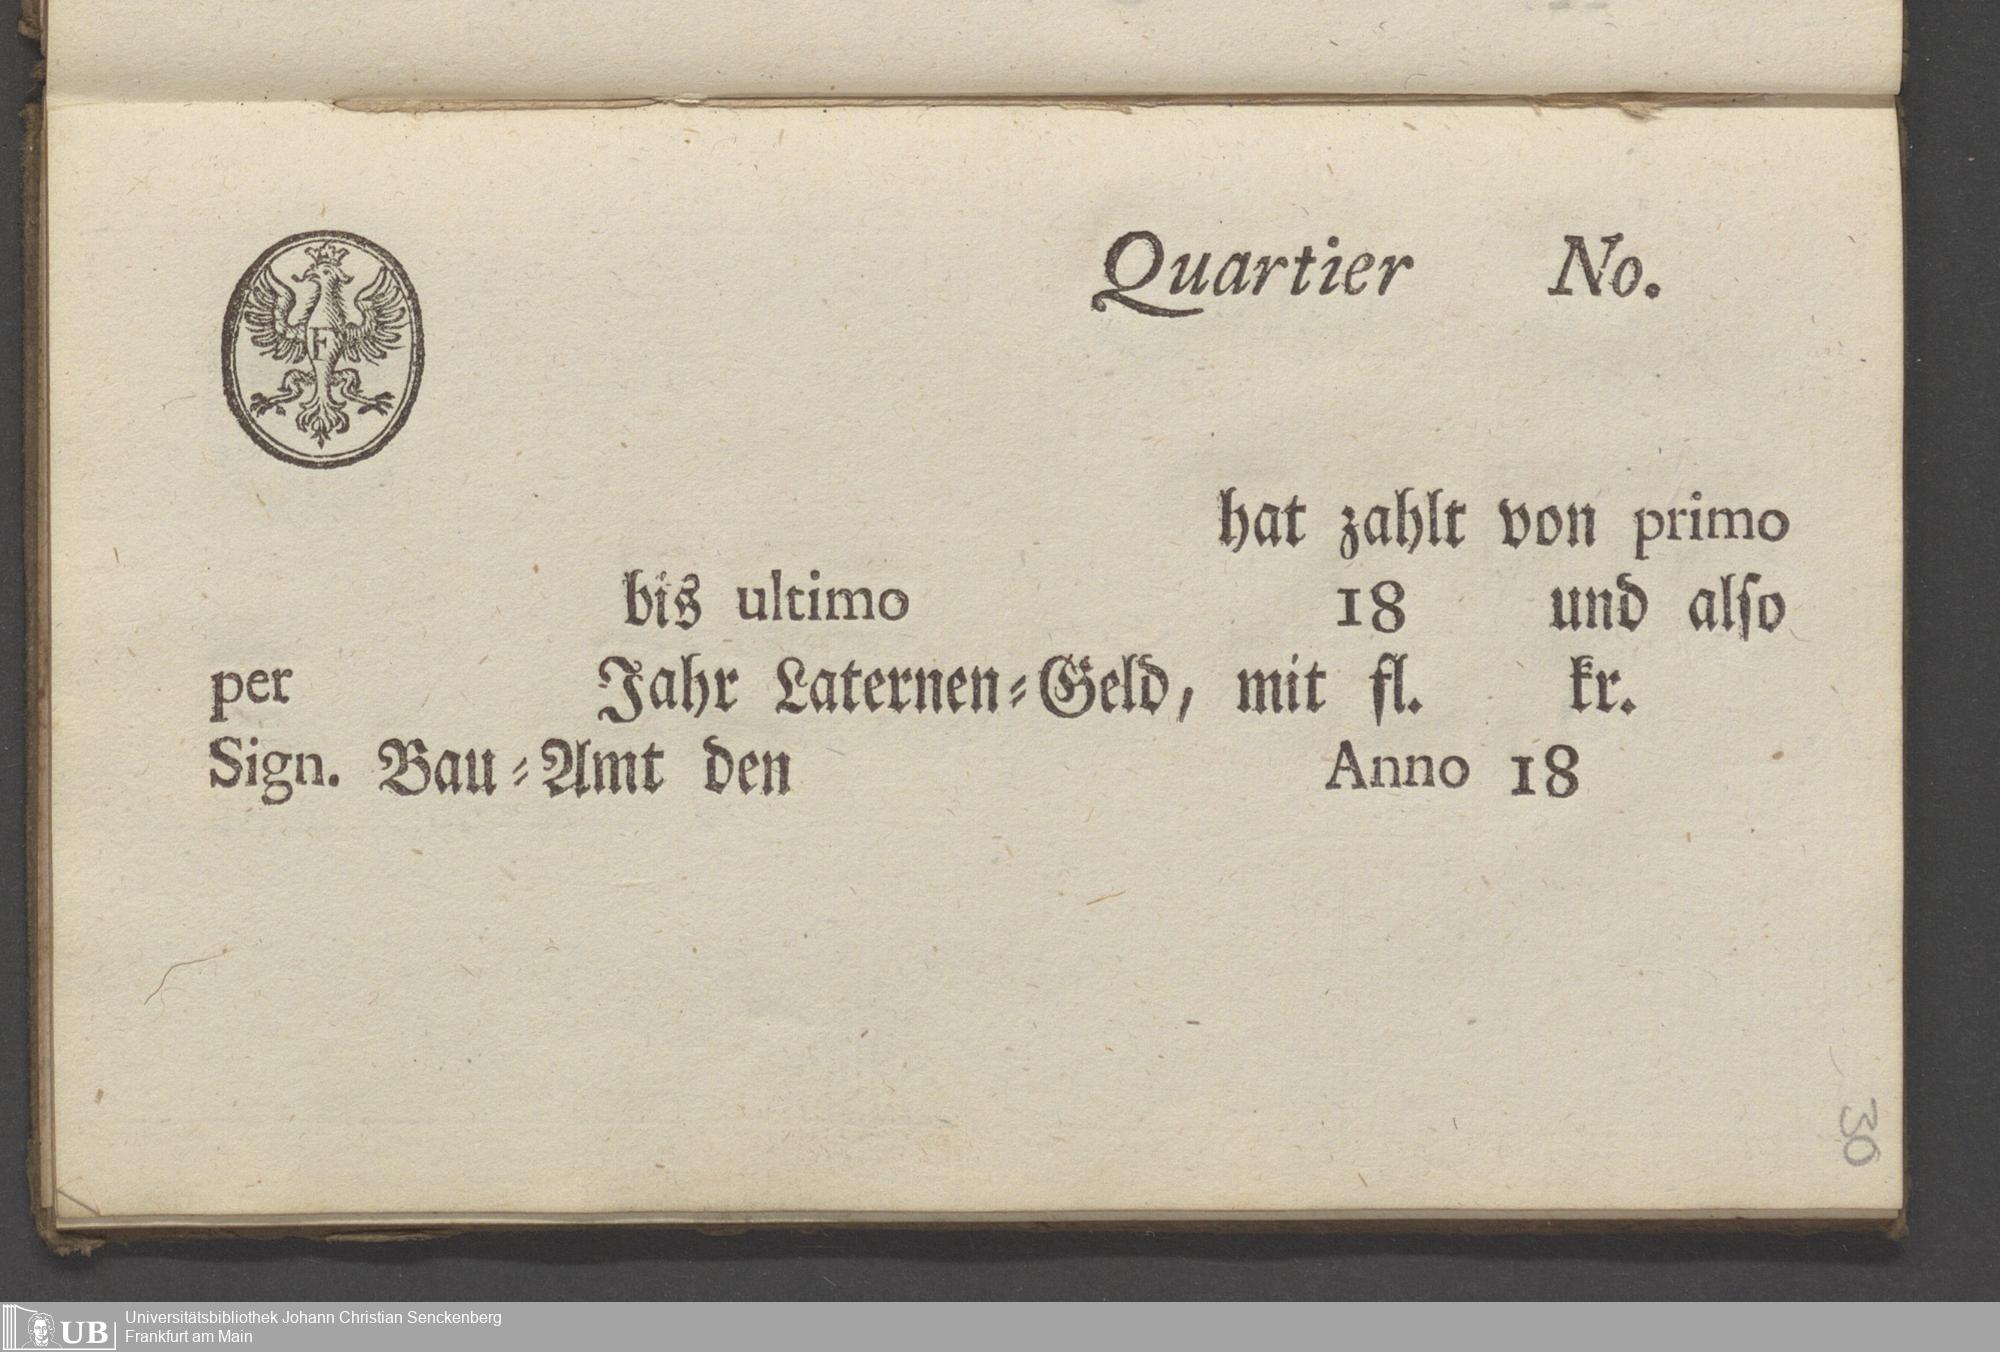 F
Quartier No.
hat zahlt von primo
bis ultimo 18 und alſo
per Jahr Laternen⸗Geld, mit fl. kr.
Sign. Bau⸗Amt den Anno 18
30
UB
Universitätsbibliothek Johann Christian Senckenberg
Frankfurt am Main